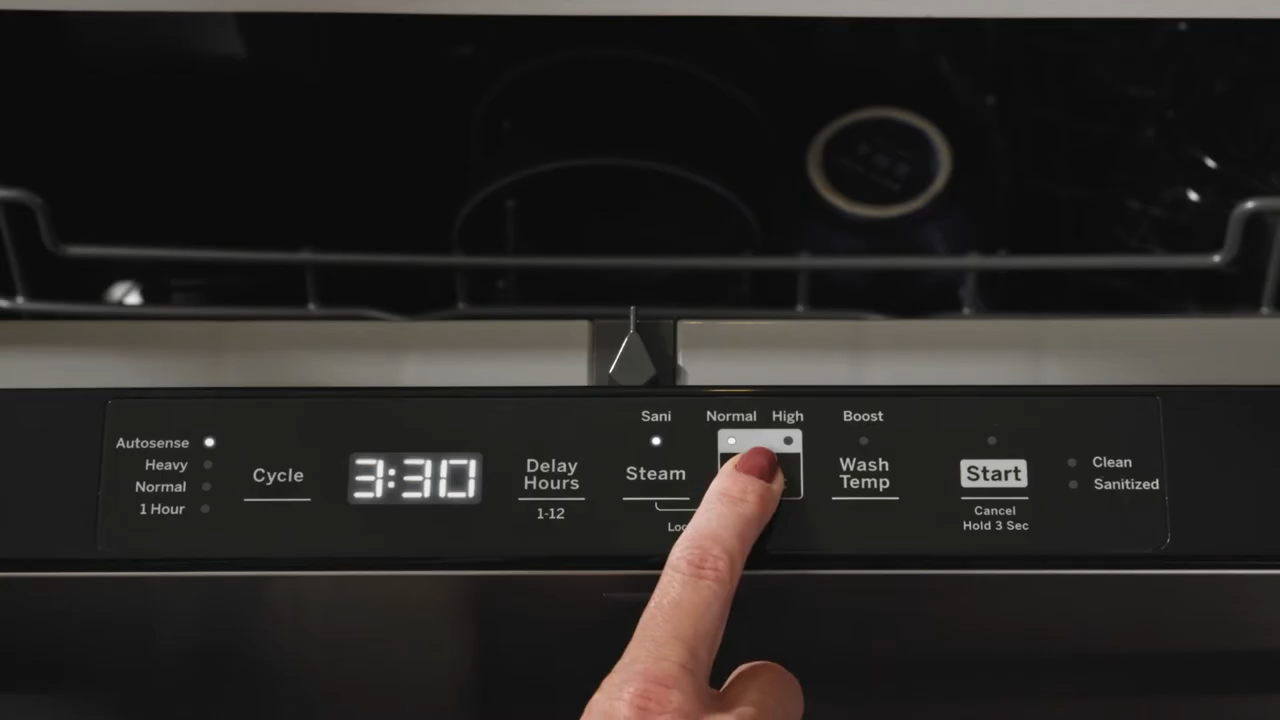 Sani
Normal High
Boost
Autosense
Heavy
Normal
1 Hour
Cycle
3:30
Delay
Hours
1-12
Steam
Wash
Temp
Start
Cancel
Hold 3 Sec
Clean
Sanitized